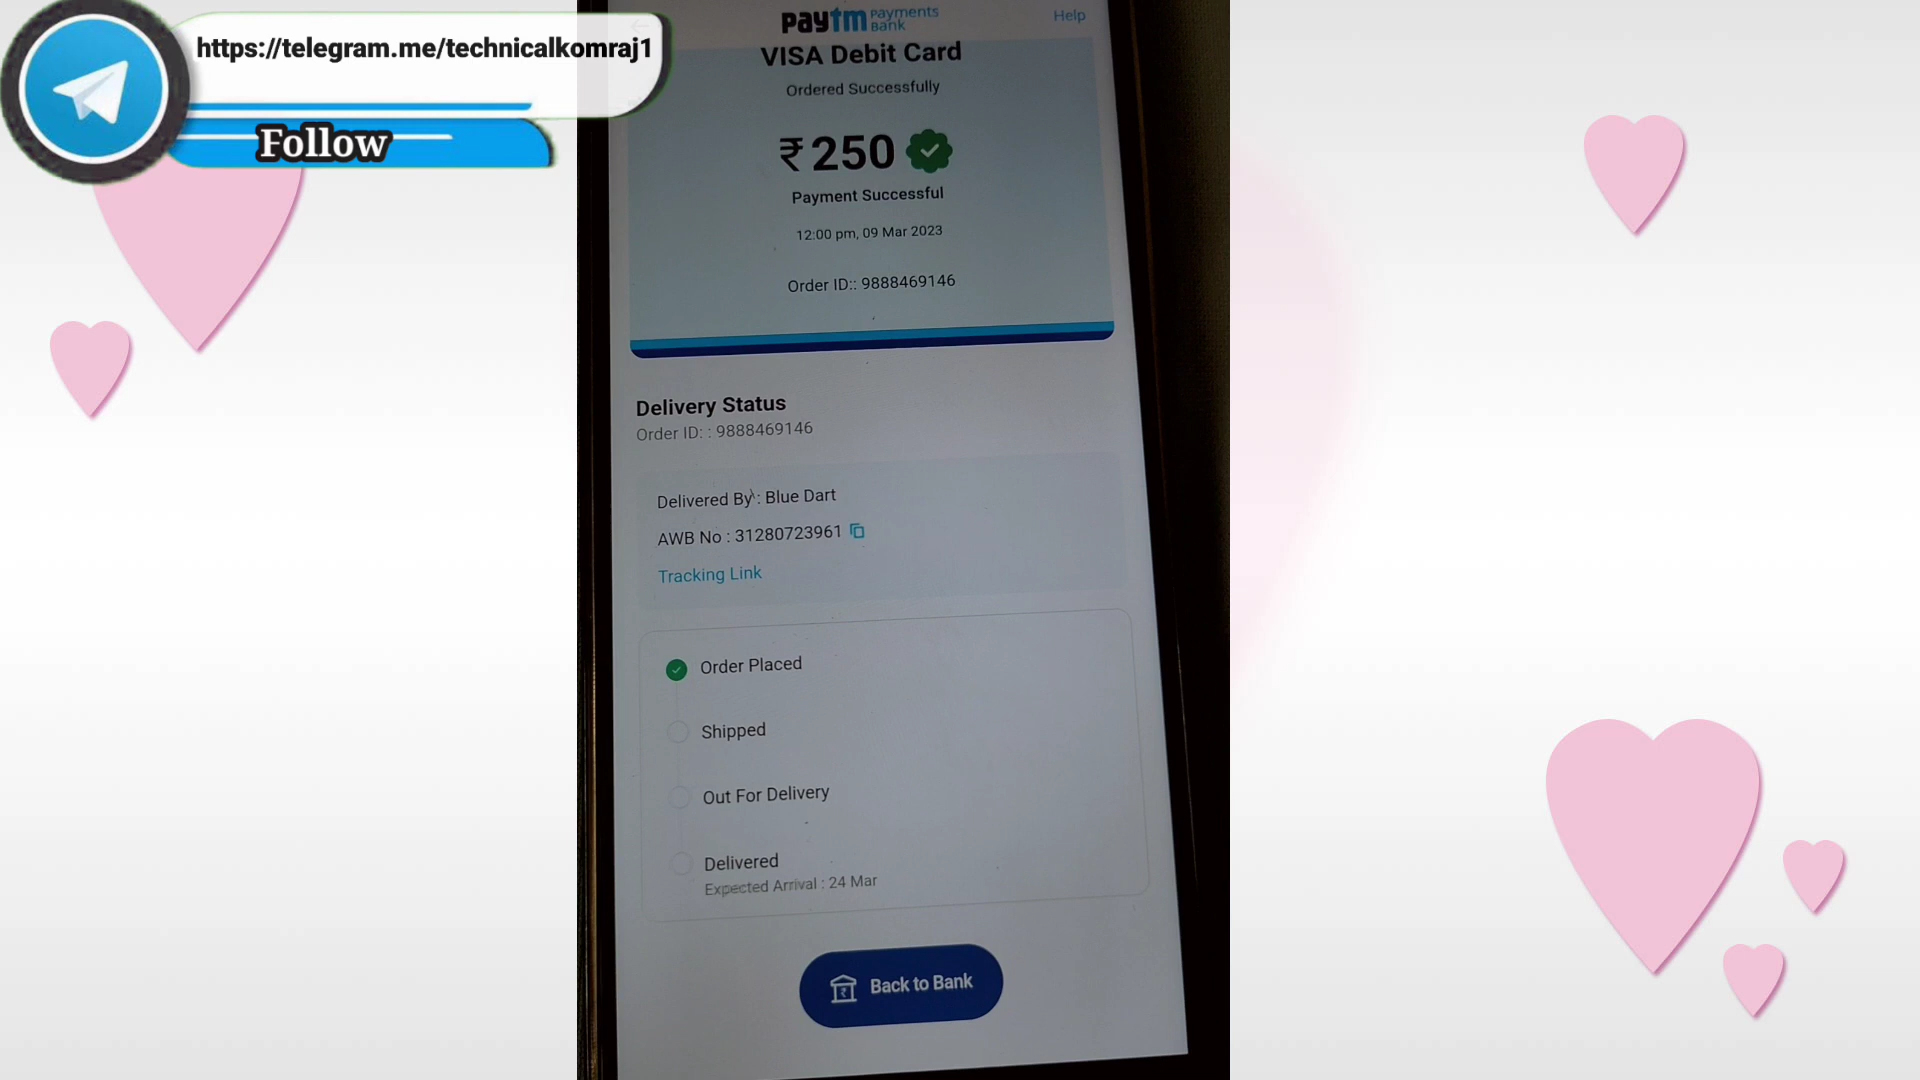 https://telegram.me/technicalkomraj1
Follow
paytm Payments Bank
Help
VISA Debit Card
Ordered Successfully
₹250
Payment Successful
12:00 pm, 09 Mar 2023
Order ID:: 9888469146
Delivery Status
Order ID: : 9888469146
Delivered By : Blue Dart
AWB No : 31280723961
Tracking Link
Order Placed
Shipped
Out For Delivery
Delivered
Expected Arrival : 24 Mar
Back to Bank